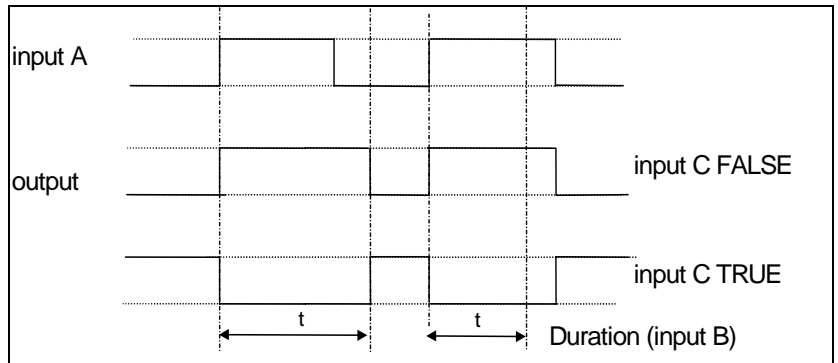 input A
output
input C FALSE
input C TRUE
t
t
Duration (input B)